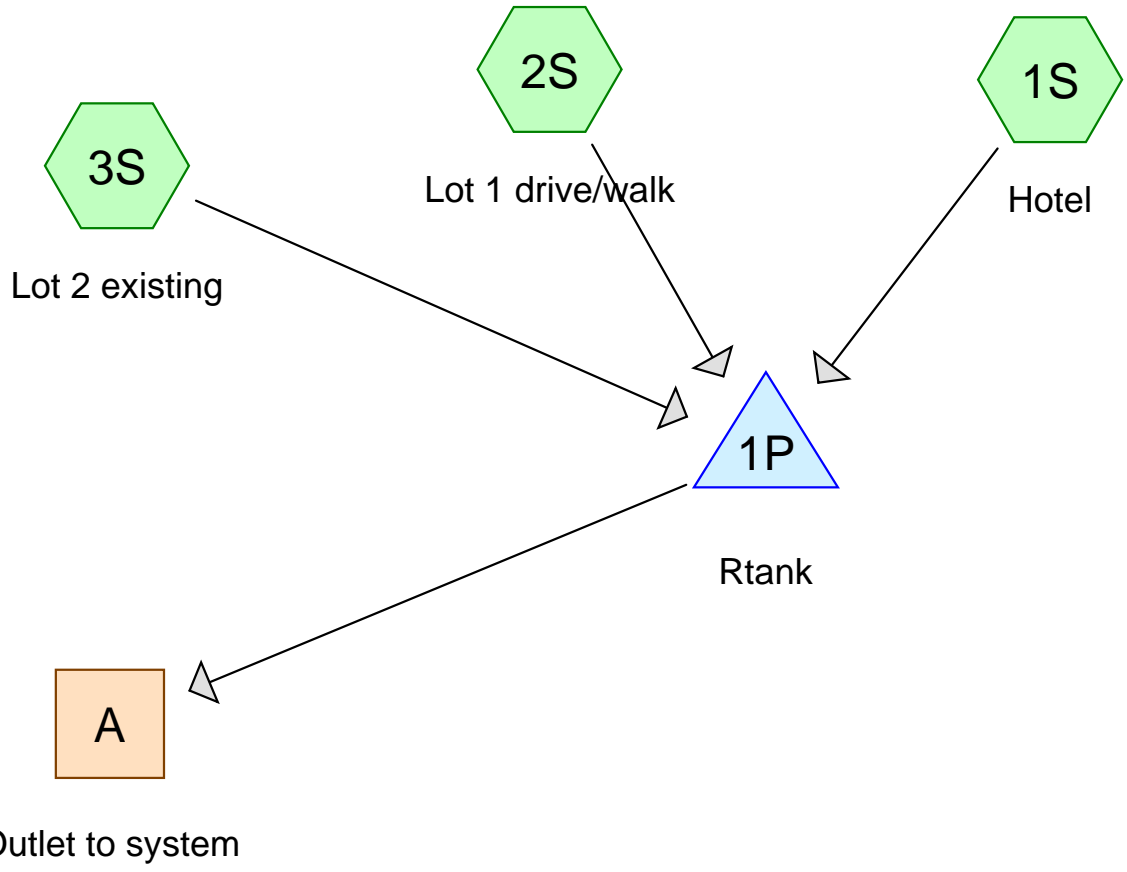 2S
1S
3S
Lot 1 drive/walk
Hotel
Lot 2 existing
1P
Rtank
A
Outlet to system